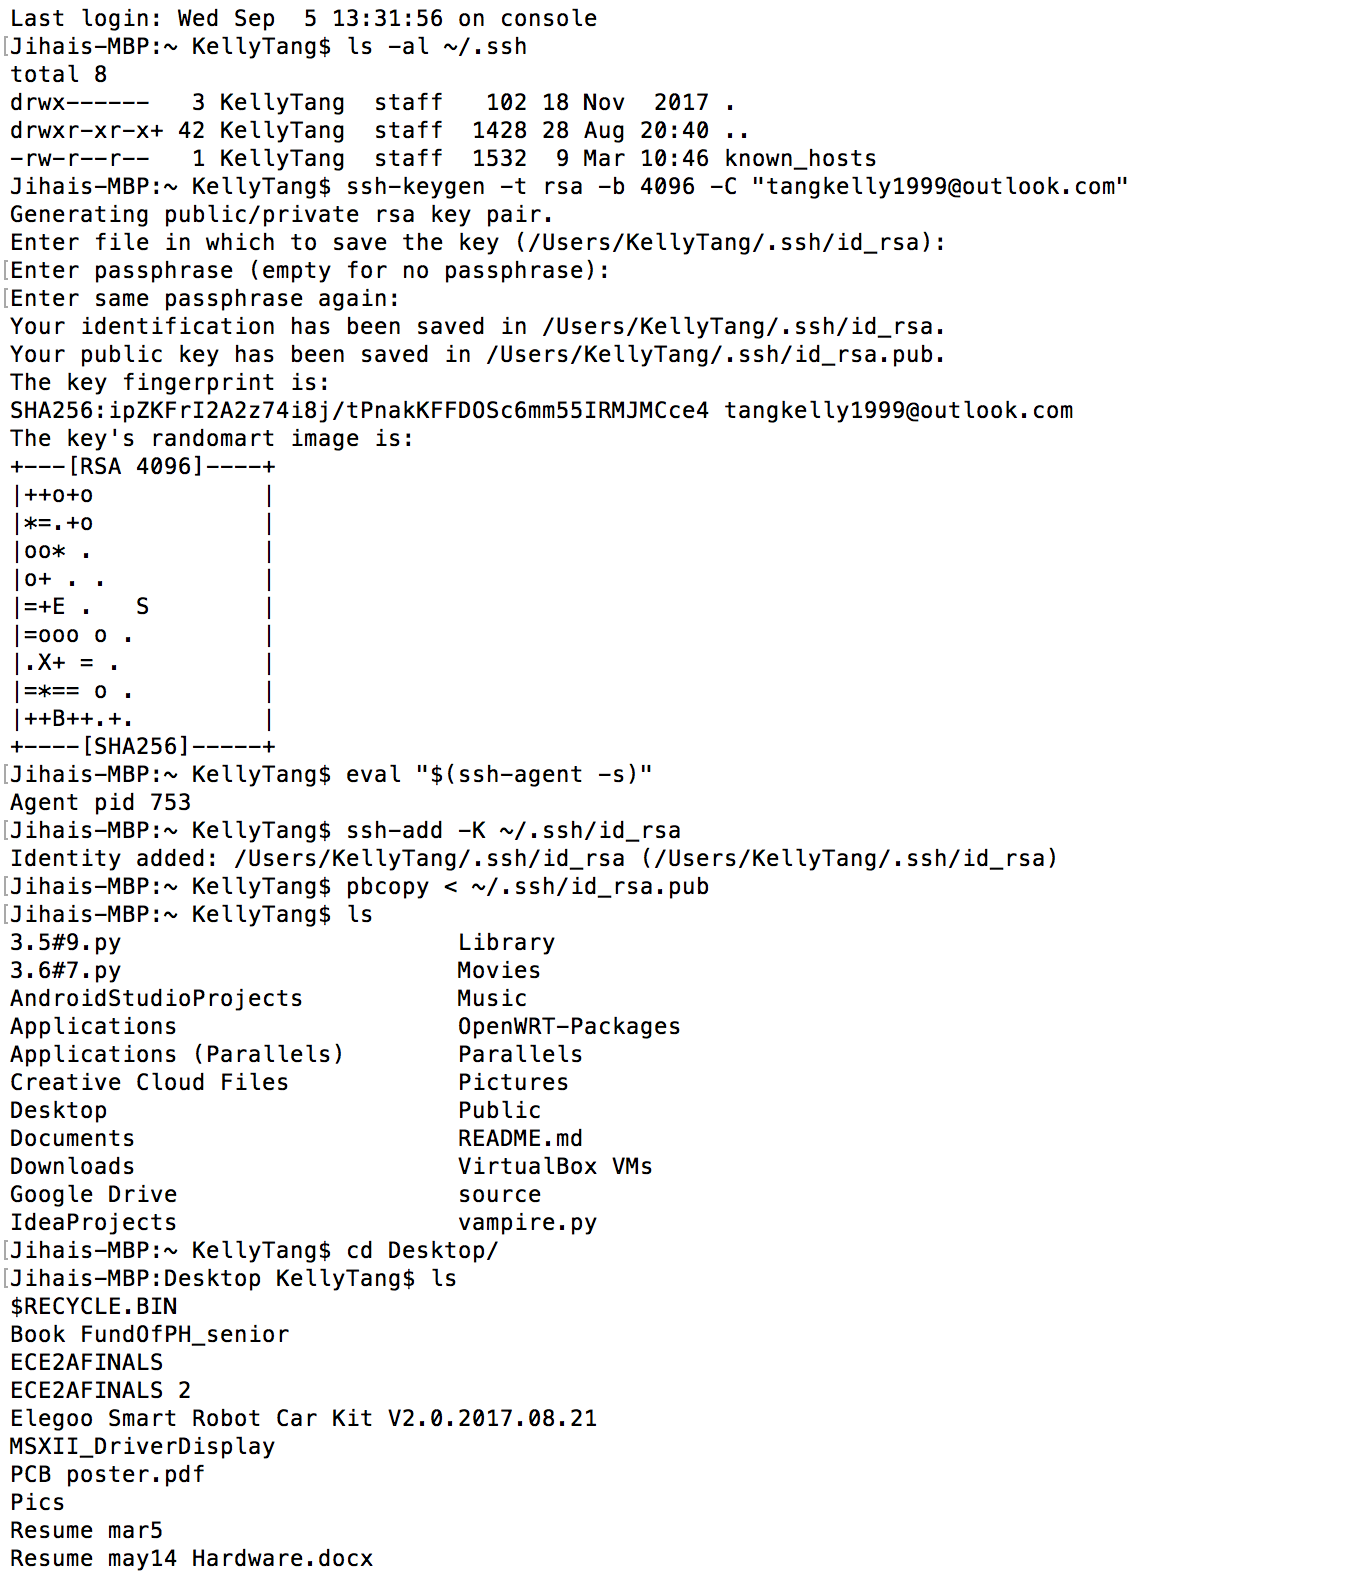 Last login: Wed Sep  5 13:31:56 on console
[Jihais-MBP:~ KellyTang$ ls -al ~/.ssh
total 8
drwx------   3 KellyTang  staff   102 18 Nov  2017 .
drwxr-xr-x+ 42 KellyTang  staff  1428 28 Aug 20:40 ..
-rw-r--r--   1 KellyTang  staff  1532  9 Mar 10:46 known_hosts
Jihais-MBP:~ KellyTang$ ssh-keygen -t rsa -b 4096 -C "tangkelly1999@outlook.com"
Generating public/private rsa key pair.
Enter file in which to save the key (/Users/KellyTang/.ssh/id_rsa):
[Enter passphrase (empty for no passphrase):
[Enter same passphrase again:
Your identification has been saved in /Users/KellyTang/.ssh/id_rsa.
Your public key has been saved in /Users/KellyTang/.ssh/id_rsa.pub.
The key fingerprint is:
SHA256:ipZKFrI2A2z74i8j/tPnakKFFDOSc6mm55IRMJMCce4 tangkelly1999@outlook.com
The key's randomart image is:
+---[RSA 4096]----+
|++o+o            |
|*=.+o            |
|oo* .            |
|o+ . .           |
|=+E .   S        |
|=ooo o .         |
|.X+ = .          |
|=*== o .         |
|++B++.+.         |
+----[SHA256]-----+
[Jihais-MBP:~ KellyTang$ eval "$(ssh-agent -s)"
Agent pid 753
[Jihais-MBP:~ KellyTang$ ssh-add -K ~/.ssh/id_rsa
Identity added: /Users/KellyTang/.ssh/id_rsa (/Users/KellyTang/.ssh/id_rsa)
[Jihais-MBP:~ KellyTang$ pbcopy < ~/.ssh/id_rsa.pub
[Jihais-MBP:~ KellyTang$ ls
3.5#9.py                        Library
3.6#7.py                        Movies
AndroidStudioProjects           Music
Applications                    OpenWRT-Packages
Applications (Parallels)        Parallels
Creative Cloud Files            Pictures
Desktop                         Public
Documents                       README.md
Downloads                       VirtualBox VMs
Google Drive                    source
IdeaProjects                    vampire.py
[Jihais-MBP:~ KellyTang$ cd Desktop/
[Jihais-MBP:Desktop KellyTang$ ls
$RECYCLE.BIN
Book FundOfPH_senior
ECE2AFINALS
ECE2AFINALS 2
Elegoo Smart Robot Car Kit V2.0.2017.08.21
MSXII_DriverDisplay
PCB poster.pdf
Pics
Resume mar5
Resume may14 Hardware.docx